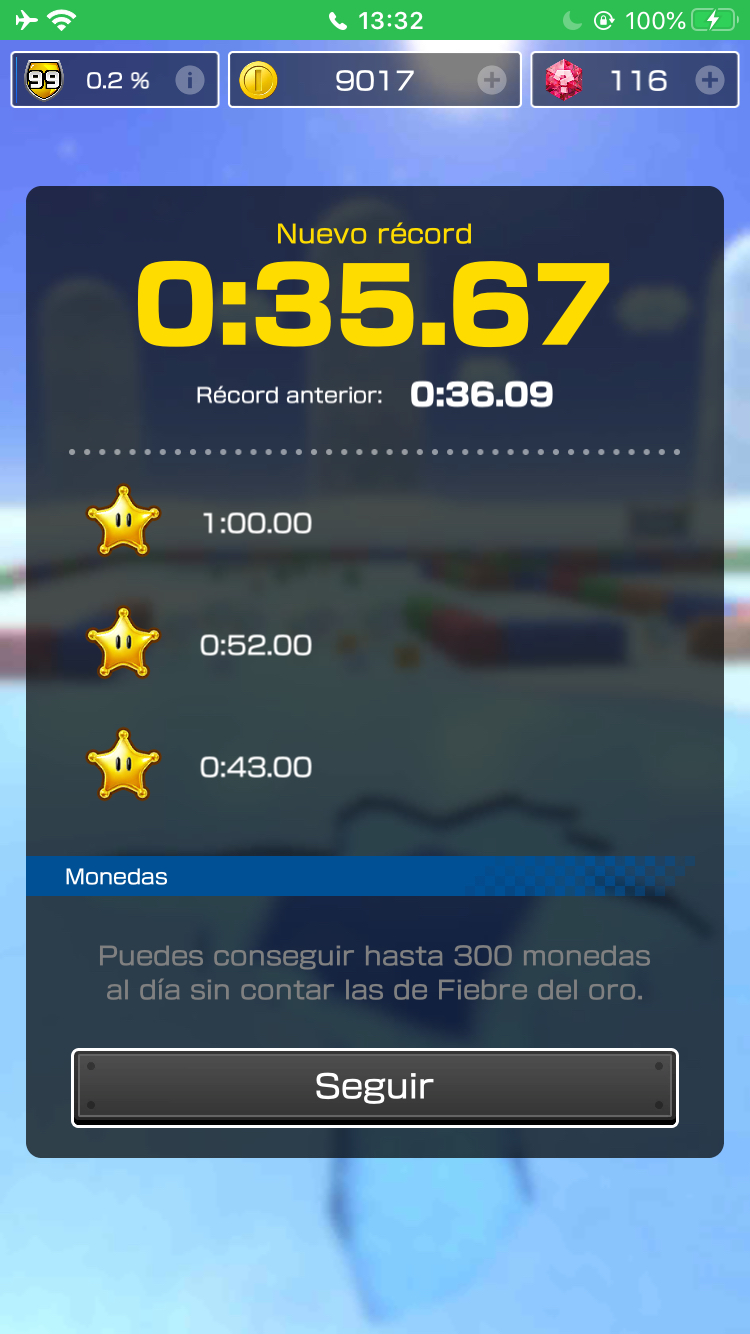 13:32
100%
99
0.2 %
i
9017
+
116
+
Nuevo récord
0:35.67
Récord anterior: 0:36.09
1:00.00
0:52.00
0:43.00
Monedas
Puedes conseguir hasta 300 monedas
al día sin contar las de Fiebre del oro.
Seguir